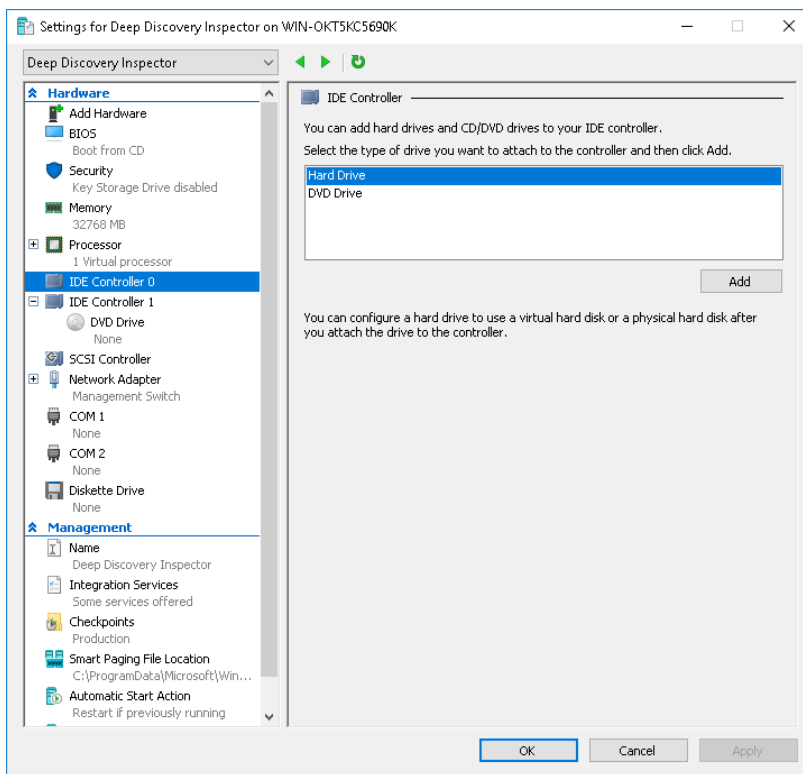 Settings for Deep Discovery Inspector on WIN-OKT5KC5690K
Deep Discovery Inspector
Hardware
Add Hardware
BIOS
Boot from CD
Security
Key Storage Drive disabled
Memory
32768 MB
Processor
1 Virtual processor
IDE Controller 0
IDE Controller 1
DVD Drive
None
SCSI Controller
Network Adapter
Management Switch
COM 1
None
COM 2
None
Diskette Drive
None
Management
Name
Deep Discovery Inspector
Integration Services
Some services offered
Checkpoints
Production
Smart Paging File Location
C:\ProgramData\Microsoft\Win...
Automatic Start Action
Restart if previously running
IDE Controller
You can add hard drives and CD/DVD drives to your IDE controller.
Select the type of drive you want to attach to the controller and then click Add.
Hard Drive
DVD Drive
Add
You can configure a hard drive to use a virtual hard disk or a physical hard disk after
you attach the drive to the controller.
OK
Cancel
Apply